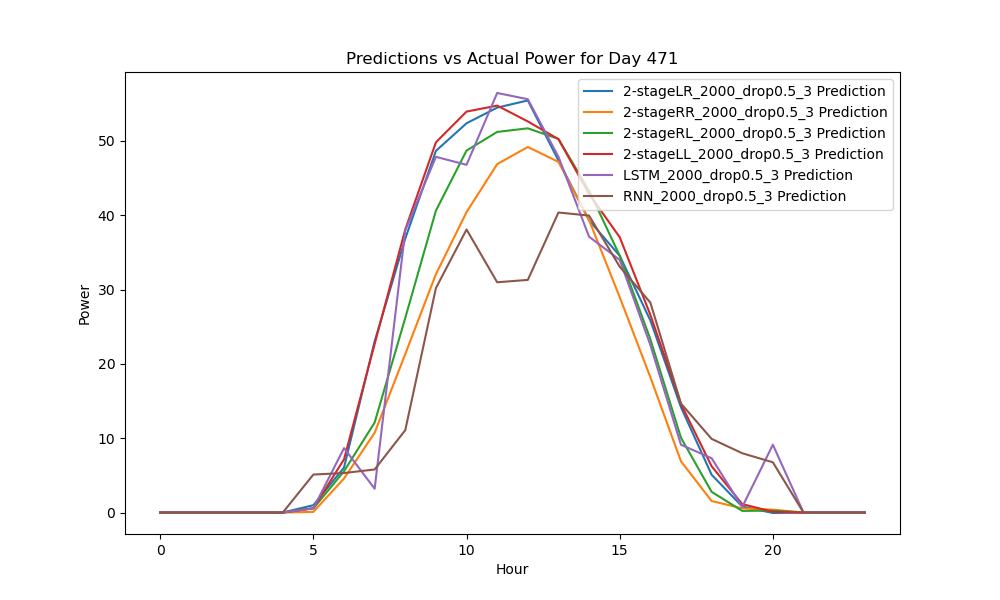 Predictions vs Actual Power for Day 471
2-stageLR_2000_drop0.5_3 Prediction
2-stageRR_2000_drop0.5_3 Prediction
2-stageRL_2000_drop0.5_3 Prediction
2-stageLL_2000_drop0.5_3 Prediction
LSTM_2000_drop0.5_3 Prediction
RNN_2000_drop0.5_3 Prediction
Power
50
40
30
20
10
0
0 5 10 15 20
Hour